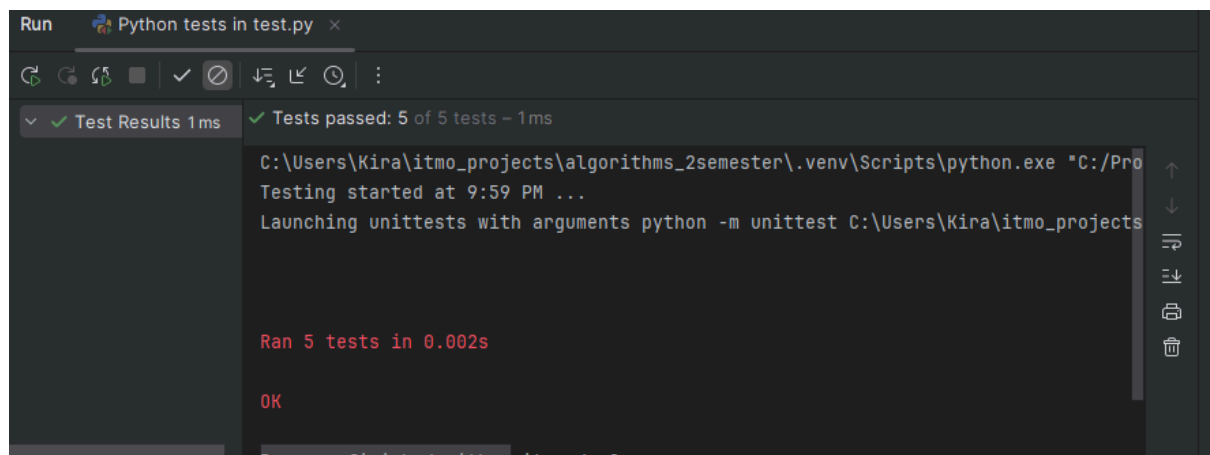 Run Python tests in test.py ×
Test Results 1 ms
Tests passed: 5 of 5 tests – 1 ms
C:\Users\Kira\itmo_projects\algorithms_2semester\.venv\Scripts\python.exe "C:/Pro
Testing started at 9:59 PM ...
Launching unittests with arguments python -m unittest C:\Users\Kira\itmo_projects
Ran 5 tests in 0.002s
OK